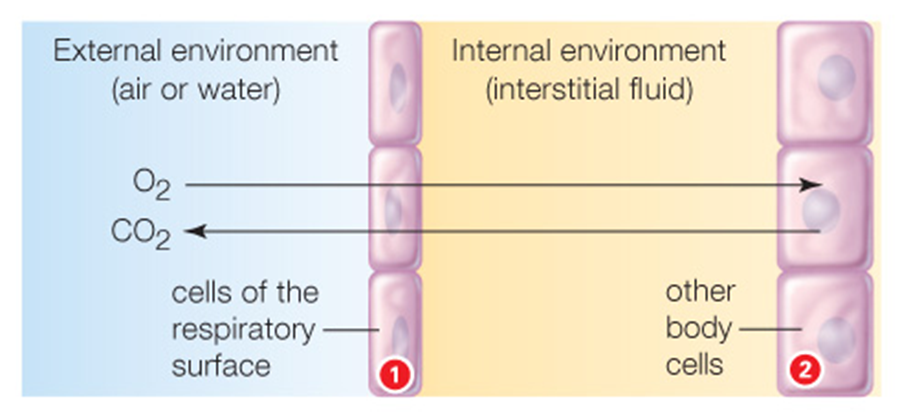 External environment
(air or water)
Internal environment
(interstitial fluid)
O₂
CO₂
cells of the
respiratory
surface
1
other
body
cells
2